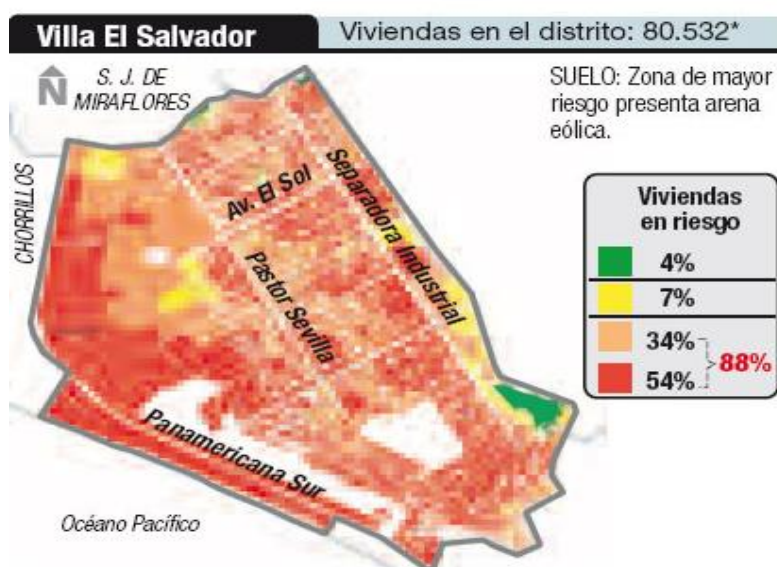 Villa El Salvador
Viviendas en el distrito: 80.532*
N
S. J. DE
MIRAFLORES
SUELO: Zona de mayor
riesgo presenta arena
eólica.
CHORRILLOS
Av. El Sol
Separadora Industrial
Pastor Sevilla
Panamericana Sur
Océano Pacífico
Viviendas
en riesgo
4%
7%
34%
54%
88%